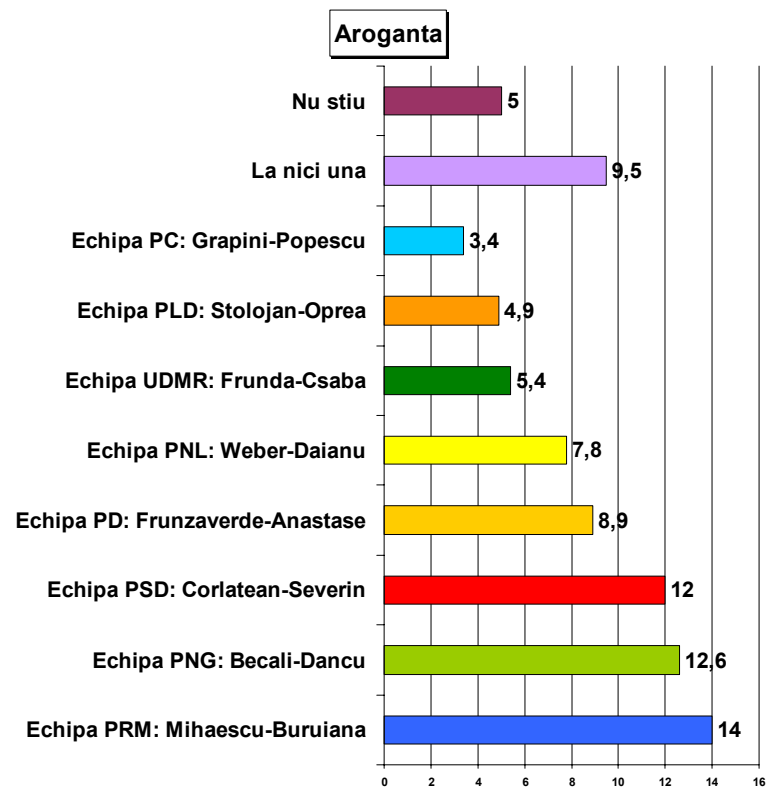 Aroganta
Nu stiu
5
La nici una
9,5
Echipa PC: Grapini-Popescu
3,4
Echipa PLD: Stolojan-Oprea
4,9
Echipa UDMR: Frunda-Csaba
5,4
Echipa PNL: Weber-Daianu
7,8
Echipa PD: Frunzaverde-Anastase
8,9
Echipa PSD: Corlatean-Severin
12
Echipa PNG: Becali-Dancu
12,6
Echipa PRM: Mihaescu-Buruiana
14
0 2 4 6 8 10 12 14 16